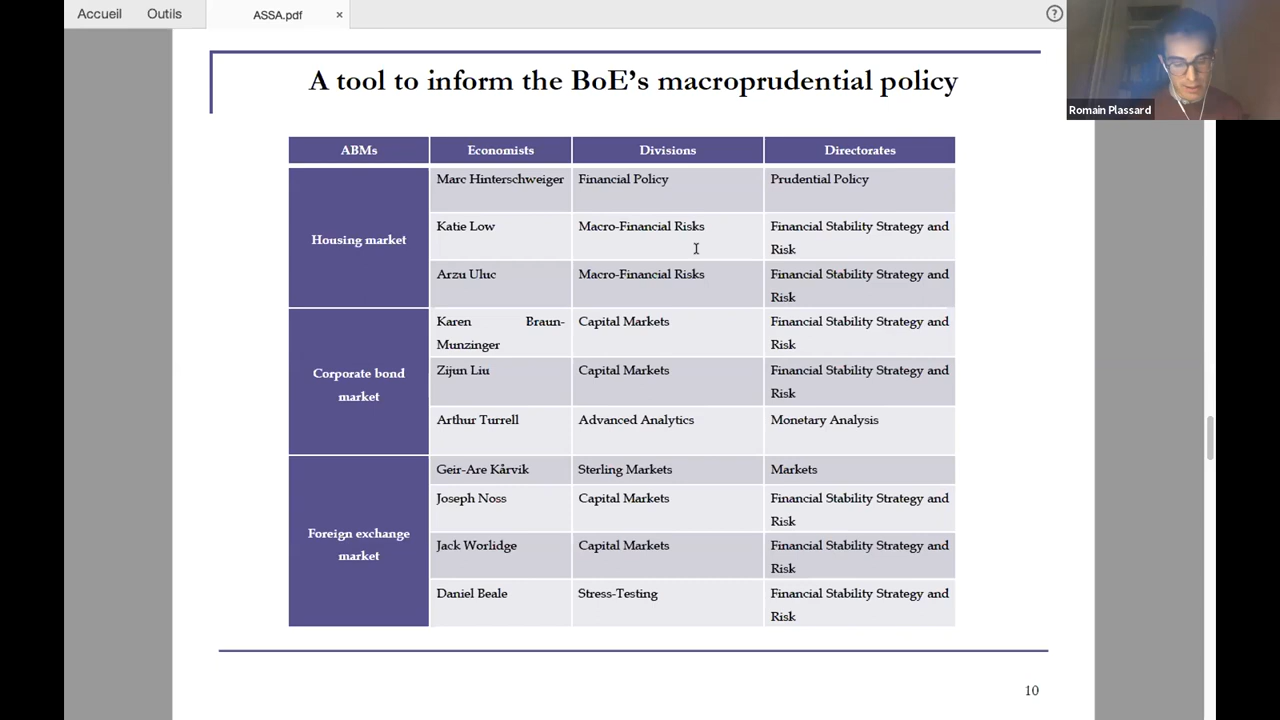 Accueil Outils ASSA.pdf × ?
Romain Plassard
A tool to inform the BoE's macroprudential policy
ABMs Economists Divisions Directorates
Housing market
Marc Hinterschweiger Financial Policy Prudential Policy
Katie Low Macro-Financial Risks Financial Stability Strategy and
Risk
Arzu Uluc Macro-Financial Risks Financial Stability Strategy and
Risk
Corporate bond
market
Karen Braun-
Munzinger
Capital Markets Financial Stability Strategy and
Risk
Zijun Liu Capital Markets Financial Stability Strategy and
Risk
Arthur Turrell Advanced Analytics Monetary Analysis
Foreign exchange
market
Geir-Are Kårvik Sterling Markets Markets
Joseph Noss Capital Markets Financial Stability Strategy and
Risk
Jack Worlidge Capital Markets Financial Stability Strategy and
Risk
Daniel Beale Stress-Testing Financial Stability Strategy and
Risk
10